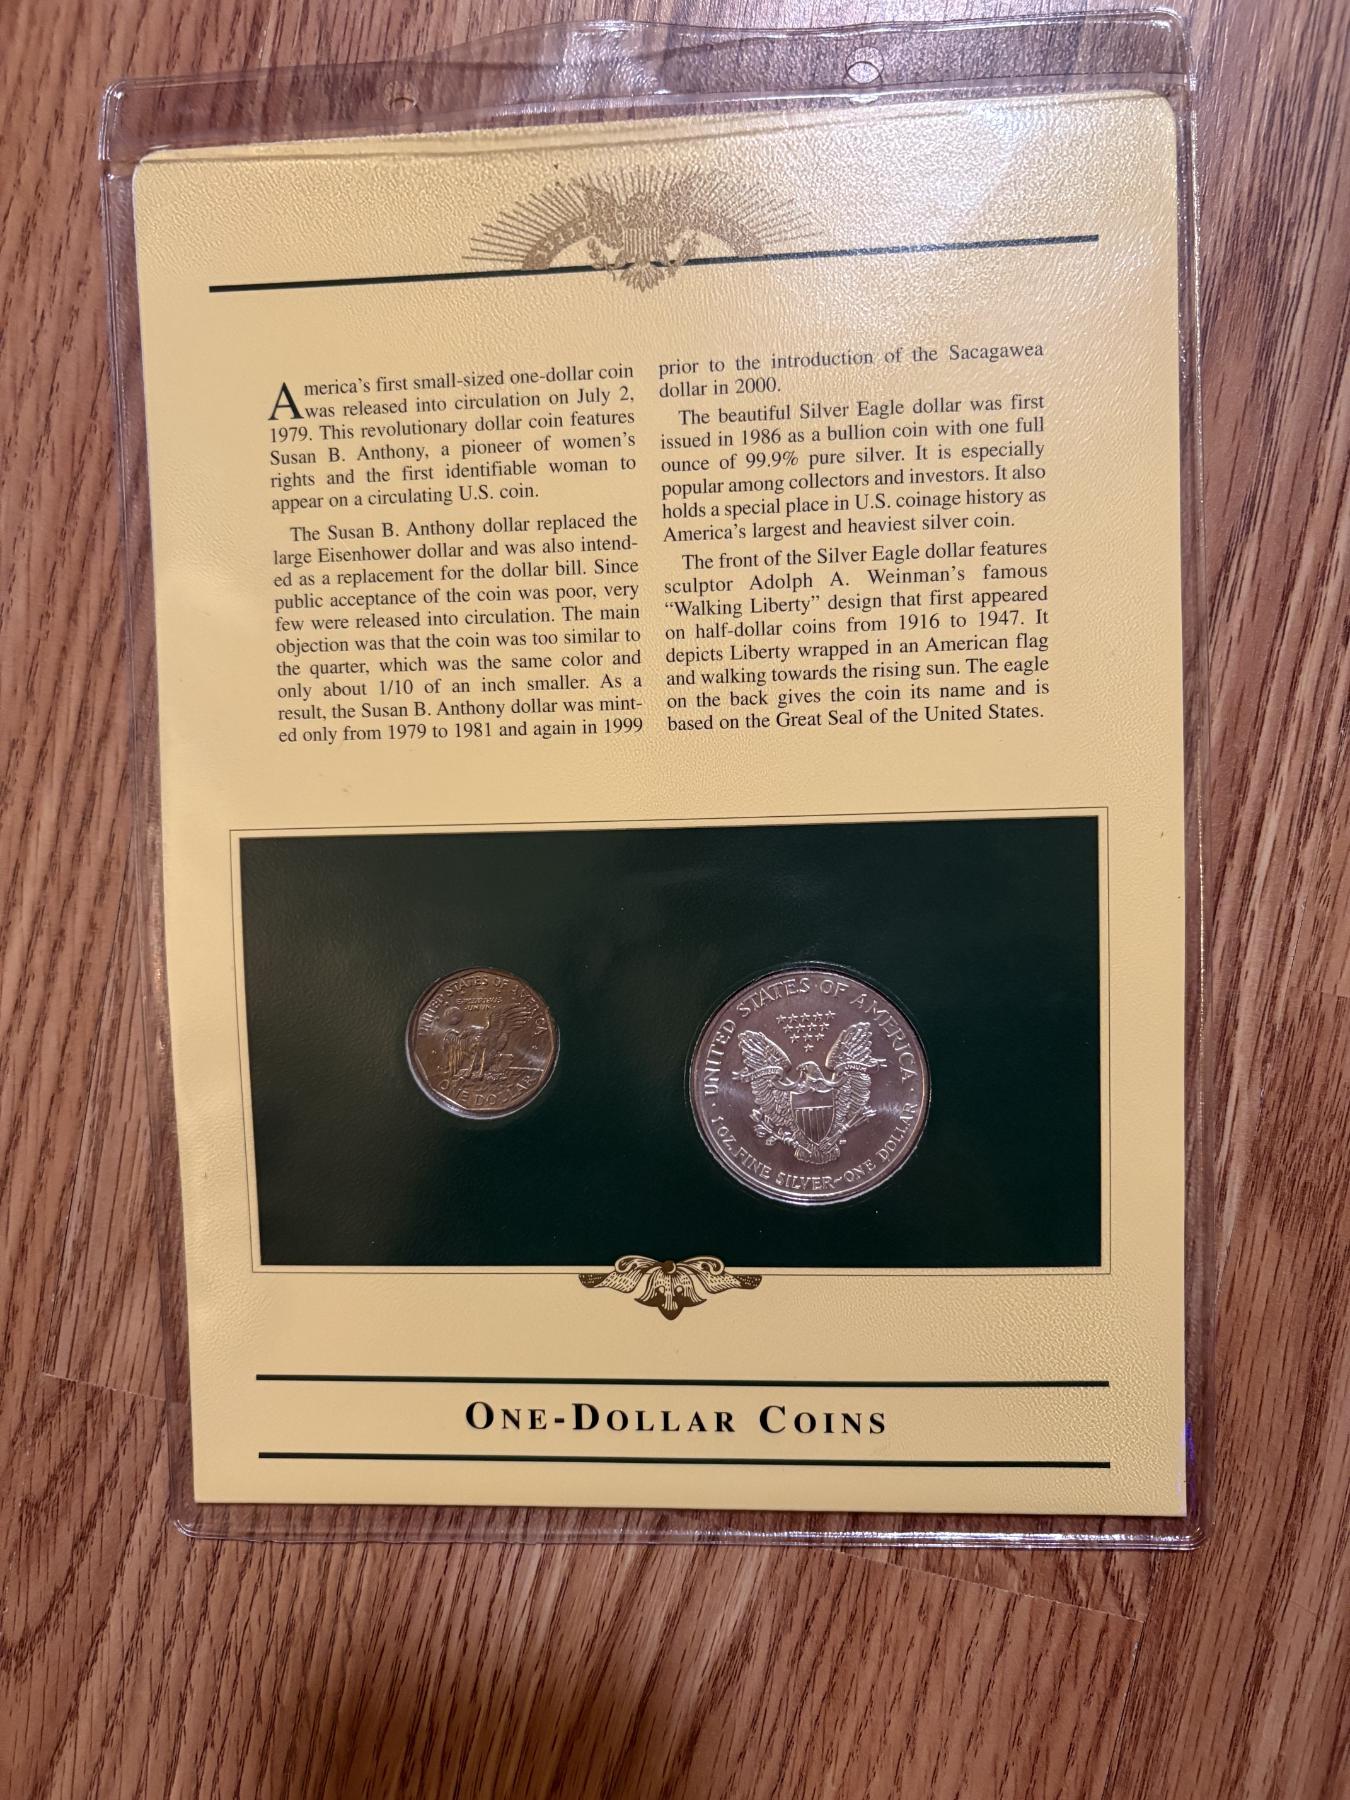 America's first small-sized one-dollar coin
was released into circulation on July 2,
1979. This revolutionary dollar coin features
Susan B. Anthony, a pioneer of women's
rights and the first identifiable woman to
appear on a circulating U.S. coin.
The Susan B. Anthony dollar replaced the
large Eisenhower dollar and was also intend-
ed as a replacement for the dollar bill. Since
public acceptance of the coin was poor, very
few were released into circulation. The main
objection was that the coin was too similar to
the quarter, which was the same color and
only about 1/10 of an inch smaller. As a
result, the Susan B. Anthony dollar was mint-
ed only from 1979 to 1981 and again in 1999
prior to the introduction of the Sacagawea
dollar in 2000.
The beautiful Silver Eagle dollar was first
issued in 1986 as a bullion coin with one full
ounce of 99.9% pure silver. It is especially
popular among collectors and investors. It also
holds a special place in U.S. coinage history as
America's largest and heaviest silver coin.
The front of the Silver Eagle dollar features
sculptor Adolph A. Weinman's famous
"Walking Liberty" design that first appeared
on half-dollar coins from 1916 to 1947. It
depicts Liberty wrapped in an American flag
and walking towards the rising sun. The eagle
on the back gives the coin its name and is
based on the Great Seal of the United States.
UNITED STATES OF AMERICA
E PLURIBUS
UNUM
ONE DOLLAR
UNITED STATES OF AMERICA
E PLURIBUS UNUM
1 OZ. FINE SILVER~ONE DOLLAR
ONE-DOLLAR COINS